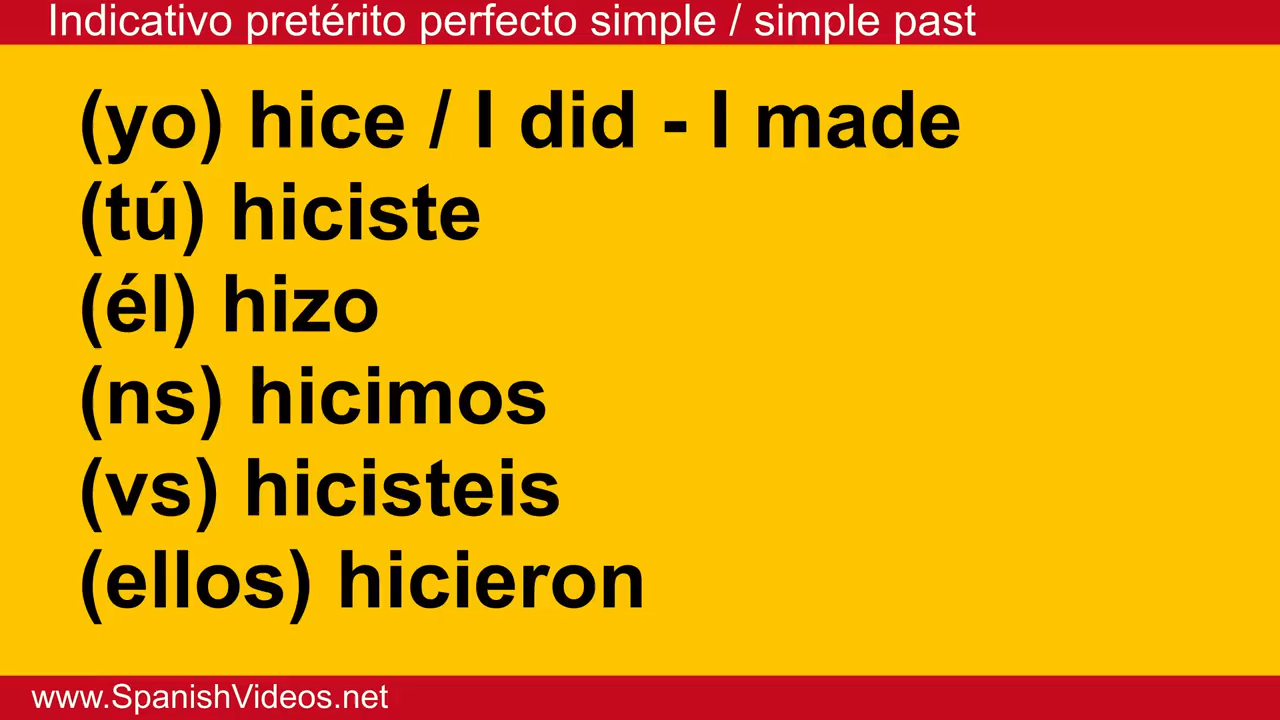 Indicativo pretérito perfecto simple / simple past
(yo) hice / I did - I made
(tú) hiciste
(él) hizo
(ns) hicimos
(vs) hicisteis
(ellos) hicieron
www.SpanishVideos.net